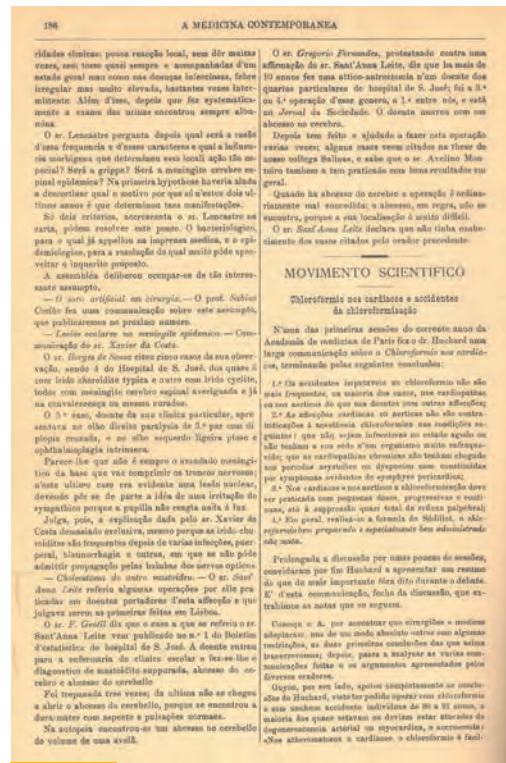 186 A MEDICINA CONTEMPORANEA
ridades clinicas: pouca reacção local, sem dôr muitas
vezes, sem tosse quasi sempre e acompanhadas d'um
estado geral mau como nas doenças infecciosas, febre
irregular mas muito elevada, bastantes vezes inter-
mittente. Além d'isso, depois que fez systematica-
mente o exame das urinas encontrou sempre albu-
mina.
O sr. Lencastre pergunta depois qual será a razão
d'essa frequencia e d'esses caracteres e qual a influen-
cia morbigena que determinou essa locali ação tão es-
pecial? Será a grippe? Será a meningite cerebro es-
pinal epidemica? Na primeira hypothese haveria ainda
a descortinar qual o motivo por que só n'estes dois ul-
timos annos é que determinou taes manifestações.
Só dois criterios, accrescenta o sr. Lencastre na
carta, pódem resolver este ponto. O bacteriologico,
para o qual já appellou na imprensa medica, e o epi-
demiologico, para a resolução do qual muito póde apro-
veitar o inquerito proposto.
A assembléa deliberou occupar-se de tão interes-
sante assumpto.
— O soro artificial em cirurgia. — O prof. Sabino
Coelho fez uma communicação sobre este assumpto,
que publicaremos no proximo numero.
— Lesões oculares na meningite epidemica. — Com-
municação do sr. Xavier da Costa.
O sr. Borges de Sousa citou cinco casos da sua obser-
vação, sendo 4 do Hospital de S. José, dos quaes 3
com irido choroidite typica e outro com irido cyclite,
todos com meningite cerebro espinal averiguada e já
na convalescença ou mesmo curados.
O 5.º caso, doente da sua clinica particular, apre
sentava no olho direito paralysia do 3.º par com di
plopia cruzada, e no olho esquerdo ligeira ptose e
ophthalmoplegia intrinseca.
Parece-lhe que não é sempre o exsudado meningi-
tico da base que vae comprimir os troncos nervosos;
n'este ultimo caso era evidente uma lesão nuclear,
devendo pôr se de parte a idéa de uma irritação do
sympathico porque a pupilla não reagia nada á luz.
Julga, pois, a explicação dada pelo sr. Xavier da
Costa demasiado exclusiva, mesmo porque as irido-cho-
roidites são frequentes depois de varias infecções, puer-
peral, blennorrhagia e outras, em que se não póde
admittir propagação pelas bainhas dos nervos opticos.
— Cholesteatoma do antro mastoideu. — O sr. Sant'
Anna Leite referiu algumas operações por elle pra-
ticadas em doentes portadores d'esta affecção e que
julgava serem as primeiras feitas em Lisboa.
O sr. F. Gentil diz que o caso a que se referiu o sr.
Sant'Anna Leite vem publicado no n.º 1 do Boletim
d'estatistica do hospital de S. José. A doente entrou
para a enfermaria de clinica escolar e fez-se-lhe o
diagnostico de mastoidite suppurada, abscesso do ce-
rebro e abscesso do cerebello
Foi trepanada tres vezes; da ultima não se chegou
a abrir o abscesso do cerebello, porque se encontrou a
dura-mater com aspecto e pulsações normaes.
Na autopsia encontrou-se um abscesso no cerebello
do volume de uma avelã.
O sr. Gregorio Fernandes, protestando contra uma
affirmação do sr. Sant'Anna Leite, diz que ha mais de
10 annos fez uma attico-antrectomia n'um doente dos
quartos particulares do hospital de S. José; foi a 3.ª
ou 4.ª operação d'esse genero, a 1.ª entre nós, e está
no Jornal da Sociedade. O doente morreu com um
abcesso no cerebro.
Depois tem feito e ajudado a fazer esta operação
varias vezes; alguns casos veem citados na these do
nosso collega Salinas, e sabe que o sr. Avelino Mon-
teiro tambem a tem praticado com bons resultados em
geral.
Quando ha abcesso do cerebro a operação é ordina-
riamente mal succedida; o abcesso, em regra, não se
encontra, porque a sua localisação é muito difficil.
O sr. Sant'Anna Leite declara que não tinha conhe-
cimento dos casos citados pelo orador precedente.
MOVIMENTO SCIENTIFICO
Chloroformio nos cardiacos e accidentes
da chloroformisação
N'uma das primeiras sessões do corrente anno da
Academia de medicina de Paris fez o dr. Huchard uma
larga communicação sobre o Chloroformio nos cardia-
cos, terminando pelas seguintes conclusões:
1.ª Os accidentes imputaveis ao chloroformio não são
mais frequentes, na maioria dos casos, nos cardiopathas
ou nos aorticos do que nos doentes com outras affecções;
2.ª As affecções cardiacas ou aorticas não são contra-
indicações á anesthesia chloroformica nas condições se-
guintes: que não sejam infecciosas no estado agudo ou
não tenham a sua séde n'um organismo muito enfraque-
cido; que as cardiopathias chronicas não tenham chegado
aos periodos asystolico ou dyspneico nem constituidas
por symptomas evidentes de symphyse pericardica;
3.ª Nos cardiacos e nos aorticos a chloroformisação deve
ser praticada com pequenas dóses, progressivas e conti-
nuas, até á suppressão quasi total do reflexo palpebral;
4.ª Em geral, realisa-se a formula de Sédillot, o chlo-
roformio bem preparado e especialmente bem administrado
não mata.
Prolongada a discussão por umas poucas de sessões,
convidaram por fim Huchard a apresentar um resumo
do que de mais importante fôra dito durante o debate.
E' d'esta communicação, fecho da discussão, que ex-
trahimos as notas que se seguem.
Começa o A. por accentuar que cirurgiões e medicos
adoptaram, uns de um modo absoluto outros com algumas
restricções, as duas primeiras conclusões das que acima
transcrevemos; depois, passa a analysar as varias com-
municações feitas e os argumentos apresentados pelos
diversos oradores.
Guyon, por seu lado, apoiou completamente as conclu-
sões de Huchard, visto ter podido operar com chloroformio
e sem nenhum accidente individuos de 80 a 91 annos, a
maioria dos quaes estavam ou deviam estar atacados de
degenerescencia arterial ou myocardica, e accrescenta:
«Nos atheromatosos e cardiacos, o chloroformio é facil-